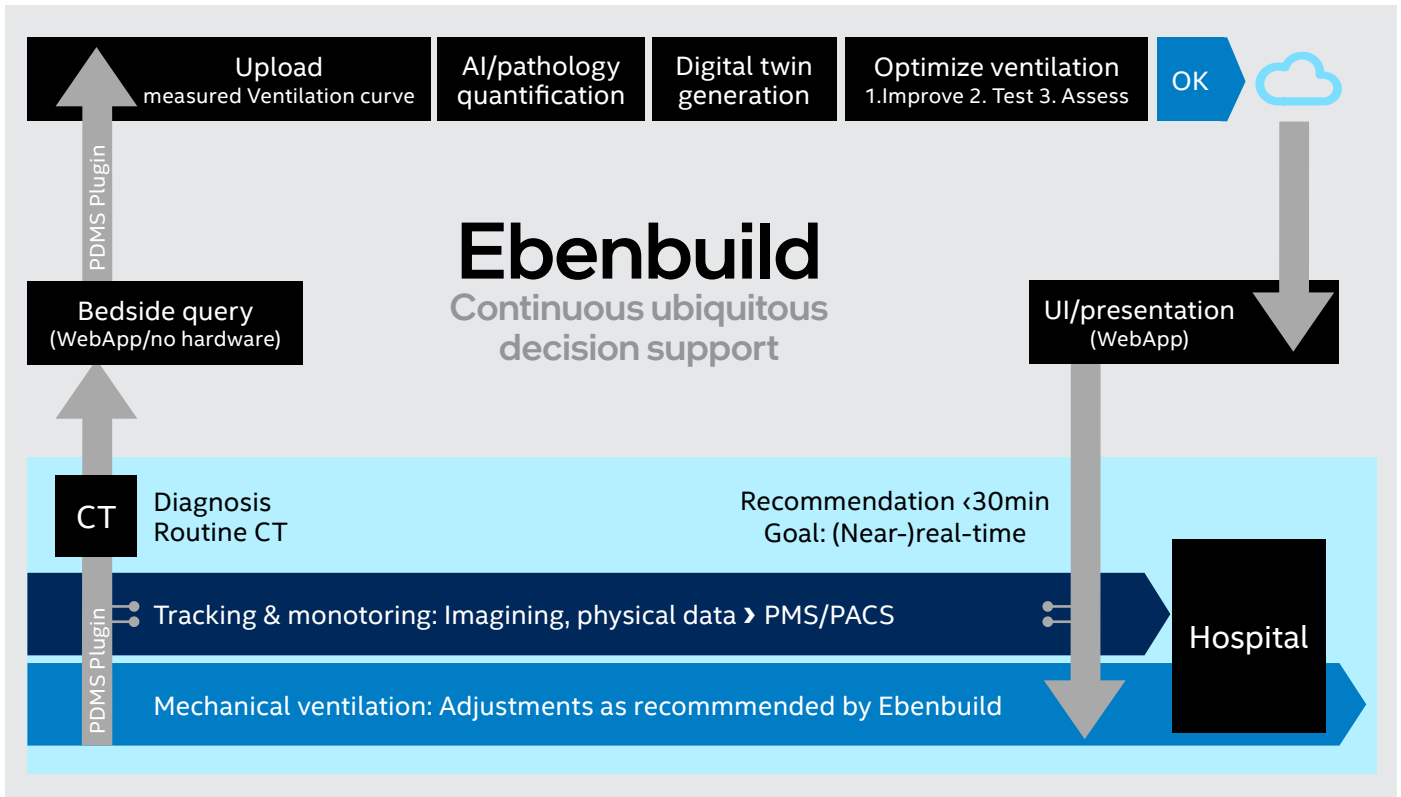 Upload
measured Ventilation curve
AI/pathology
quantification
Digital twin
generation
Optimize ventilation
1.Improve 2. Test 3. Assess
OK
PDMS Plugin
Ebenbuild
Continuous ubiquitous
decision support
Bedside query
(WebApp/no hardware)
UI/presentation
(WebApp)
CT
Diagnosis
Routine CT
Recommendation <30min
Goal: (Near-)real-time
PDMS Plugin
Tracking & monotoring: Imagining, physical data › PMS/PACS
Hospital
Mechanical ventilation: Adjustments as recommmended by Ebenbuild